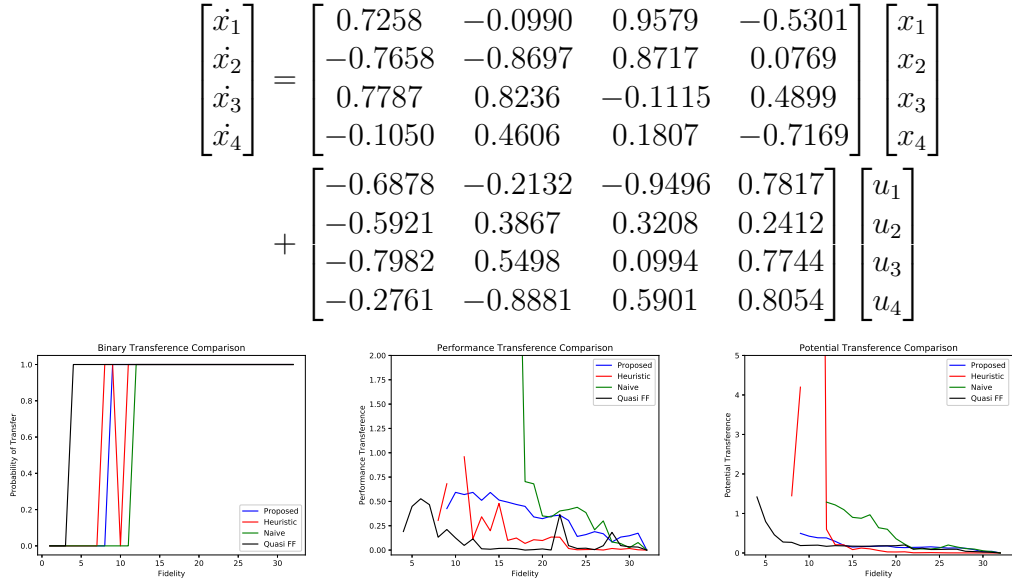 [ẋ1] = [0.7258 −0.0990 0.9579 −0.5301] [x1]
[ẋ2] [−0.7658 −0.8697 0.8717 0.0769] [x2]
[ẋ3] [0.7787 0.8236 −0.1115 0.4899] [x3]
[ẋ4] [−0.1050 0.4606 0.1807 −0.7169] [x4]
+ [−0.6878 −0.2132 −0.9496 0.7817] [u1]
[−0.5921 0.3867 0.3208 0.2412] [u2]
[−0.7982 0.5498 0.0994 0.7744] [u3]
[−0.2761 −0.8881 0.5901 0.8054] [u4]
Binary Transference Comparison
Probability of Transfer
1.0
0.8
0.6
0.4
0.2
0.0
Proposed
Heuristic
Naive
Quasi FF
0 5 10 15 20 25 30
Fidelity
Performance Transference Comparison
Performance Transference
2.00
1.75
1.50
1.25
1.00
0.75
0.50
0.25
0.00
Proposed
Heuristic
Naive
Quasi FF
5 10 15 20 25 30
Fidelity
Potential Transference Comparison
Potential Transference
5
4
3
2
1
0
Proposed
Heuristic
Naive
Quasi FF
5 10 15 20 25 30
Fidelity